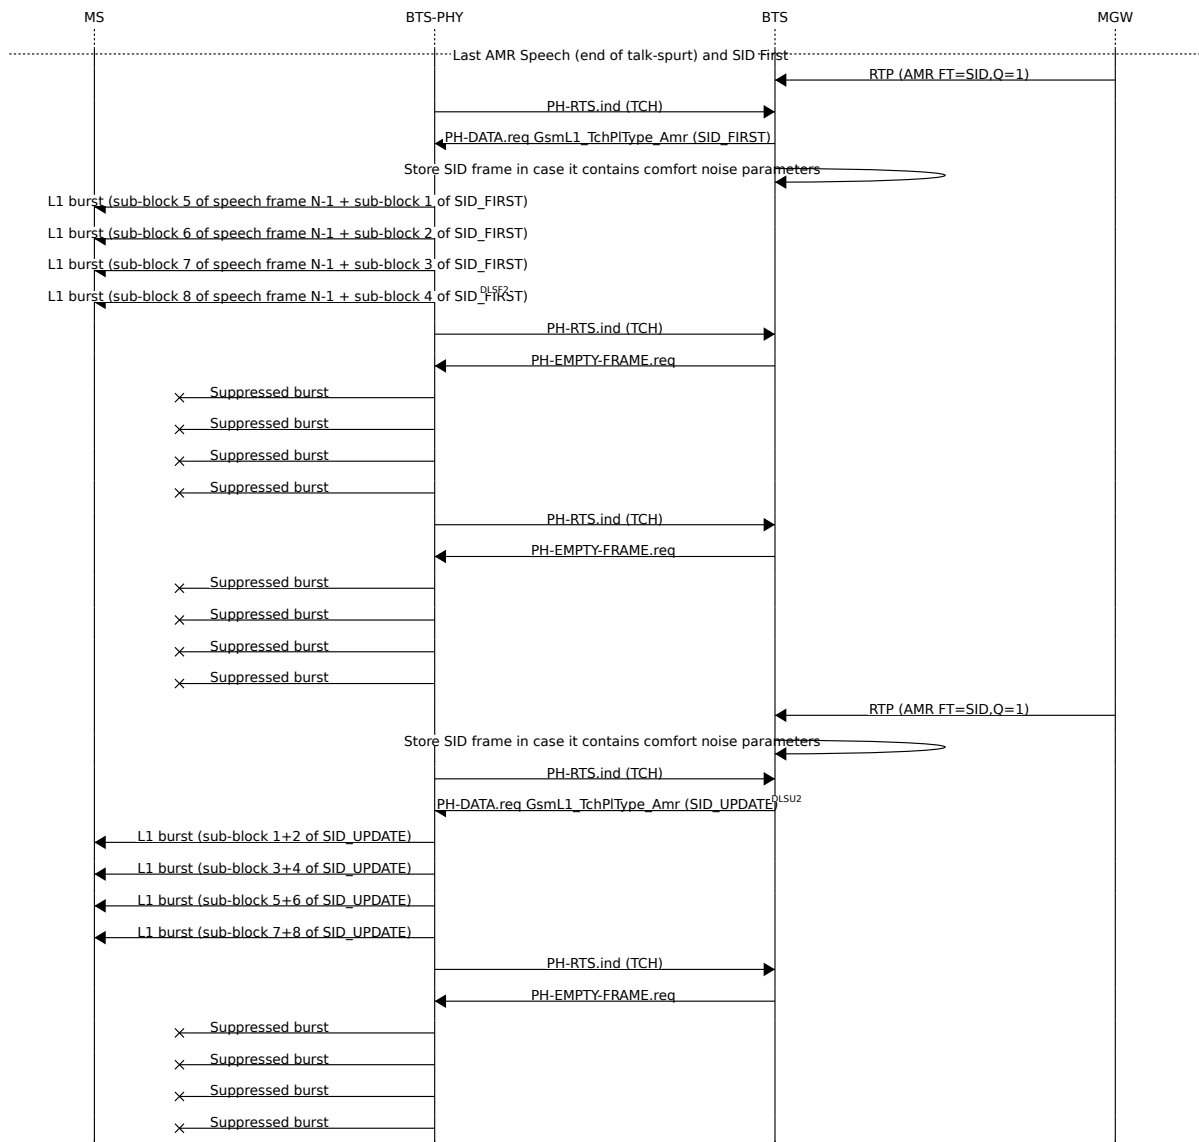 MS BTS-PHY BTS MGW
Last AMR Speech (end of talk-spurt) and SID First
RTP (AMR FT=SID,Q=1)
PH-RTS.ind (TCH)
PH-DATA.req GsmL1_TchPlType_Amr (SID_FIRST)
Store SID frame in case it contains comfort noise parameters
L1 burst (sub-block 5 of speech frame N-1 + sub-block 1 of SID_FIRST)
L1 burst (sub-block 6 of speech frame N-1 + sub-block 2 of SID_FIRST)
L1 burst (sub-block 7 of speech frame N-1 + sub-block 3 of SID_FIRST)
L1 burst (sub-block 8 of speech frame N-1 + sub-block 4 of SID_FIRST) DLSF2
PH-RTS.ind (TCH)
PH-EMPTY-FRAME.req
Suppressed burst
Suppressed burst
Suppressed burst
Suppressed burst
PH-RTS.ind (TCH)
PH-EMPTY-FRAME.req
Suppressed burst
Suppressed burst
Suppressed burst
Suppressed burst
RTP (AMR FT=SID,Q=1)
Store SID frame in case it contains comfort noise parameters
PH-RTS.ind (TCH)
PH-DATA.req GsmL1_TchPlType_Amr (SID_UPDATE) DLSU2
L1 burst (sub-block 1+2 of SID_UPDATE)
L1 burst (sub-block 3+4 of SID_UPDATE)
L1 burst (sub-block 5+6 of SID_UPDATE)
L1 burst (sub-block 7+8 of SID_UPDATE)
PH-RTS.ind (TCH)
PH-EMPTY-FRAME.req
Suppressed burst
Suppressed burst
Suppressed burst
Suppressed burst